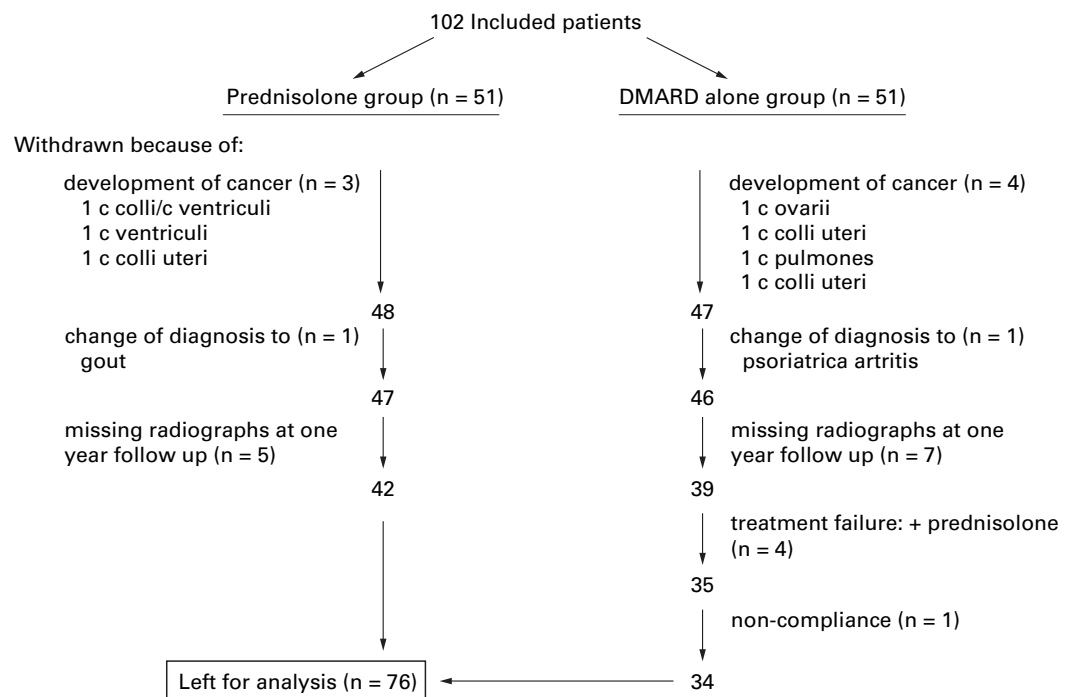 102 Included patients
Prednisolone group (n = 51)
DMARD alone group (n = 51)
Withdrawn because of:
development of cancer (n = 3)
1 c colli/c ventriculi
1 c ventriculi
1 c colli uteri
development of cancer (n = 4)
1 c ovarii
1 c colli uteri
1 c pulmones
1 c colli uteri
48
47
change of diagnosis to (n = 1)
gout
change of diagnosis to (n = 1)
psoriatrica artritis
47
46
missing radiographs at one
year follow up (n = 5)
missing radiographs at one
year follow up (n = 7)
42
39
treatment failure: + prednisolone
(n = 4)
35
non-compliance (n = 1)
Left for analysis (n = 76)
34